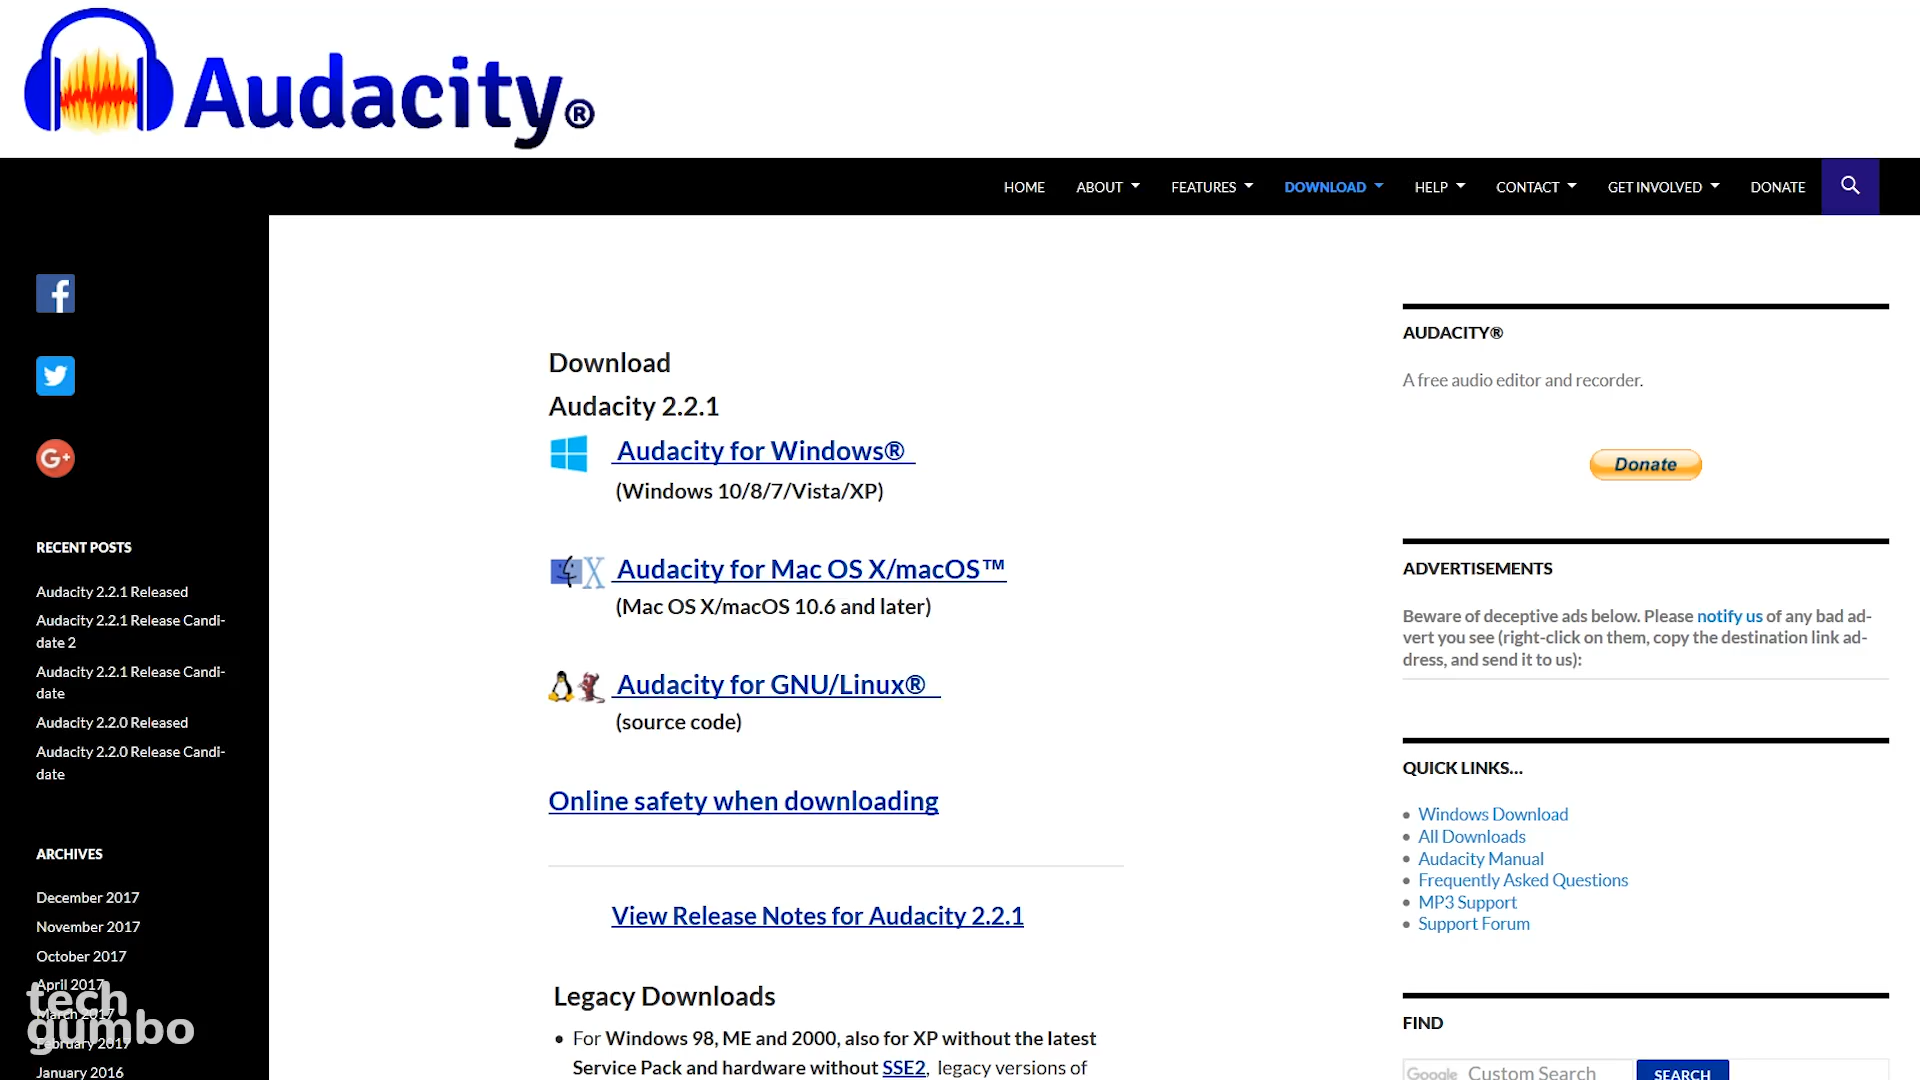 Audacity®
HOME ABOUT FEATURES DOWNLOAD HELP CONTACT GET INVOLVED DONATE
RECENT POSTS
Audacity 2.2.1 Released
Audacity 2.2.1 Release Candi-
date 2
Audacity 2.2.1 Release Candi-
date
Audacity 2.2.0 Released
Audacity 2.2.0 Release Candi-
date
ARCHIVES
December 2017
November 2017
October 2017
April 2017
March 2017
February 2017
January 2016
tech
gumbo
Download
Audacity 2.2.1
Audacity for Windows®
(Windows 10/8/7/Vista/XP)
Audacity for Mac OS X/macOS™
(Mac OS X/macOS 10.6 and later)
Audacity for GNU/Linux®
(source code)
Online safety when downloading
View Release Notes for Audacity 2.2.1
Legacy Downloads
• For Windows 98, ME and 2000, also for XP without the latest
Service Pack and hardware without SSE2, legacy versions of
AUDACITY®
A free audio editor and recorder.
Donate
ADVERTISEMENTS
Beware of deceptive ads below. Please notify us of any bad ad-
vert you see (right-click on them, copy the destination link ad-
dress, and send it to us):
QUICK LINKS...
• Windows Download
• All Downloads
• Audacity Manual
• Frequently Asked Questions
• MP3 Support
• Support Forum
FIND
Google Custom Search SEARCH